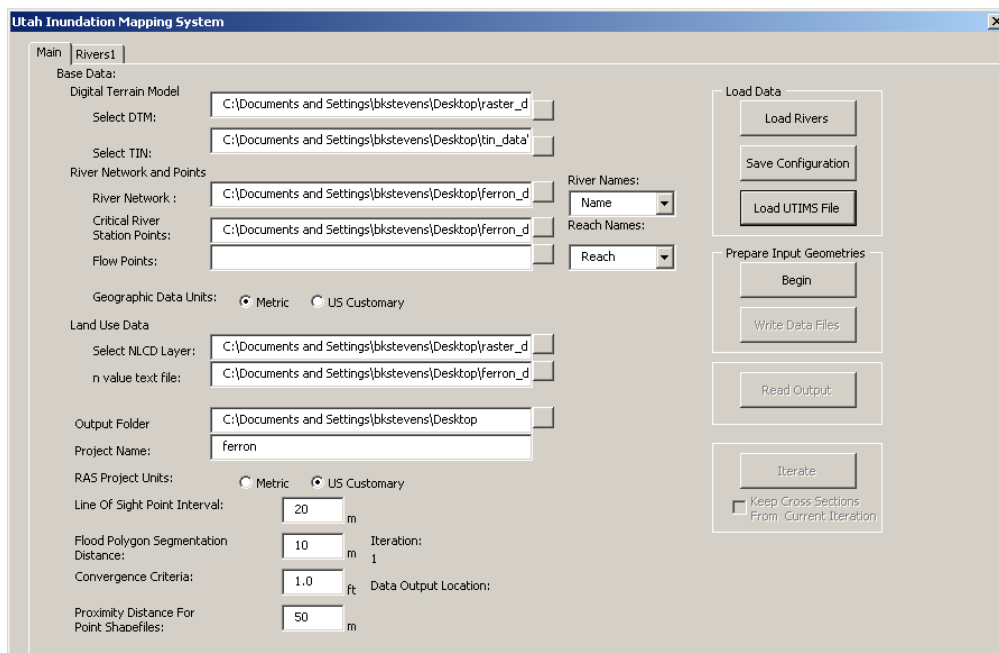 Utah Inundation Mapping System
Main
Rivers1
Base Data:
Digital Terrain Model
Select DTM:
C:\Documents and Settings\bkstevens\Desktop\raster_d
Select TIN:
C:\Documents and Settings\bkstevens\Desktop\tin_data'
River Network and Points
River Network :
C:\Documents and Settings\bkstevens\Desktop\ferron_d
Critical River
Station Points:
C:\Documents and Settings\bkstevens\Desktop\ferron_d
Flow Points:
River Names:
Name
Reach Names:
Reach
Geographic Data Units:
Metric
US Customary
Land Use Data
Select NLCD Layer:
C:\Documents and Settings\bkstevens\Desktop\raster_d
n value text file:
C:\Documents and Settings\bkstevens\Desktop\ferron_d
Output Folder
C:\Documents and Settings\bkstevens\Desktop
Project Name:
ferron
RAS Project Units:
Metric
US Customary
Line Of Sight Point Interval:
20
m
Flood Polygon Segmentation
Distance:
10
m
Iteration:
1
Convergence Criteria:
1.0
ft
Data Output Location:
Proximity Distance For
Point Shapefiles:
50
m
Load Data
Load Rivers
Save Configuration
Load UTIMS File
Prepare Input Geometries
Begin
Write Data Files
Read Output
Iterate
Keep Cross Sections
From Current Iteration